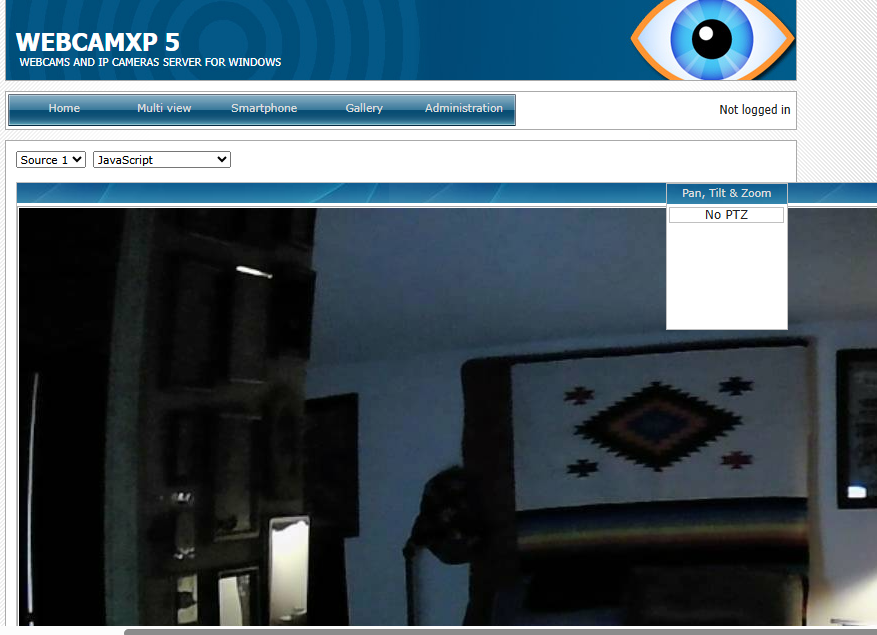 WEBCAMXP 5
WEBCAMS AND IP CAMERAS SERVER FOR WINDOWS
Home Multi view Smartphone Gallery Administration
Not logged in
Source 1 JavaScript
Pan, Tilt & Zoom
No PTZ